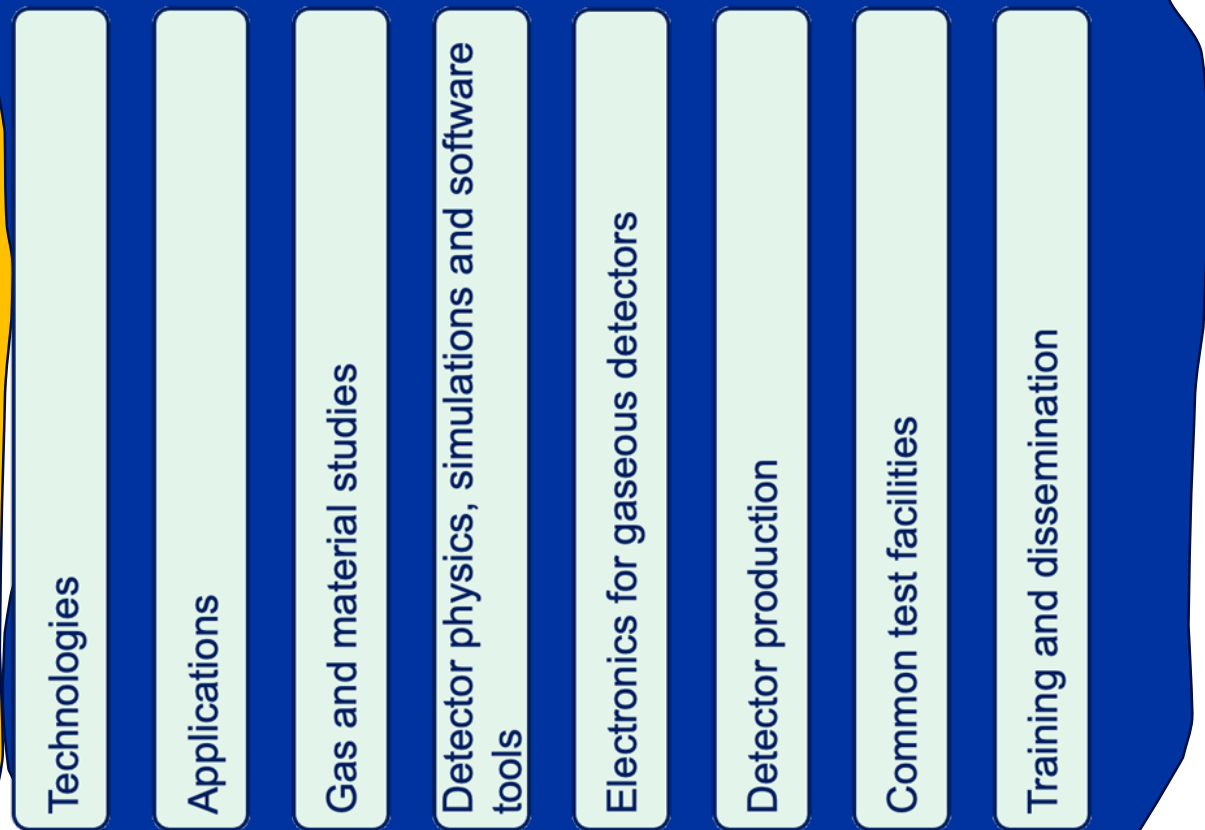 Technologies
Applications
Gas and material studies
Detector physics, simulations and software
tools
Electronics for gaseous detectors
Detector production
Common test facilities
Training and dissemination